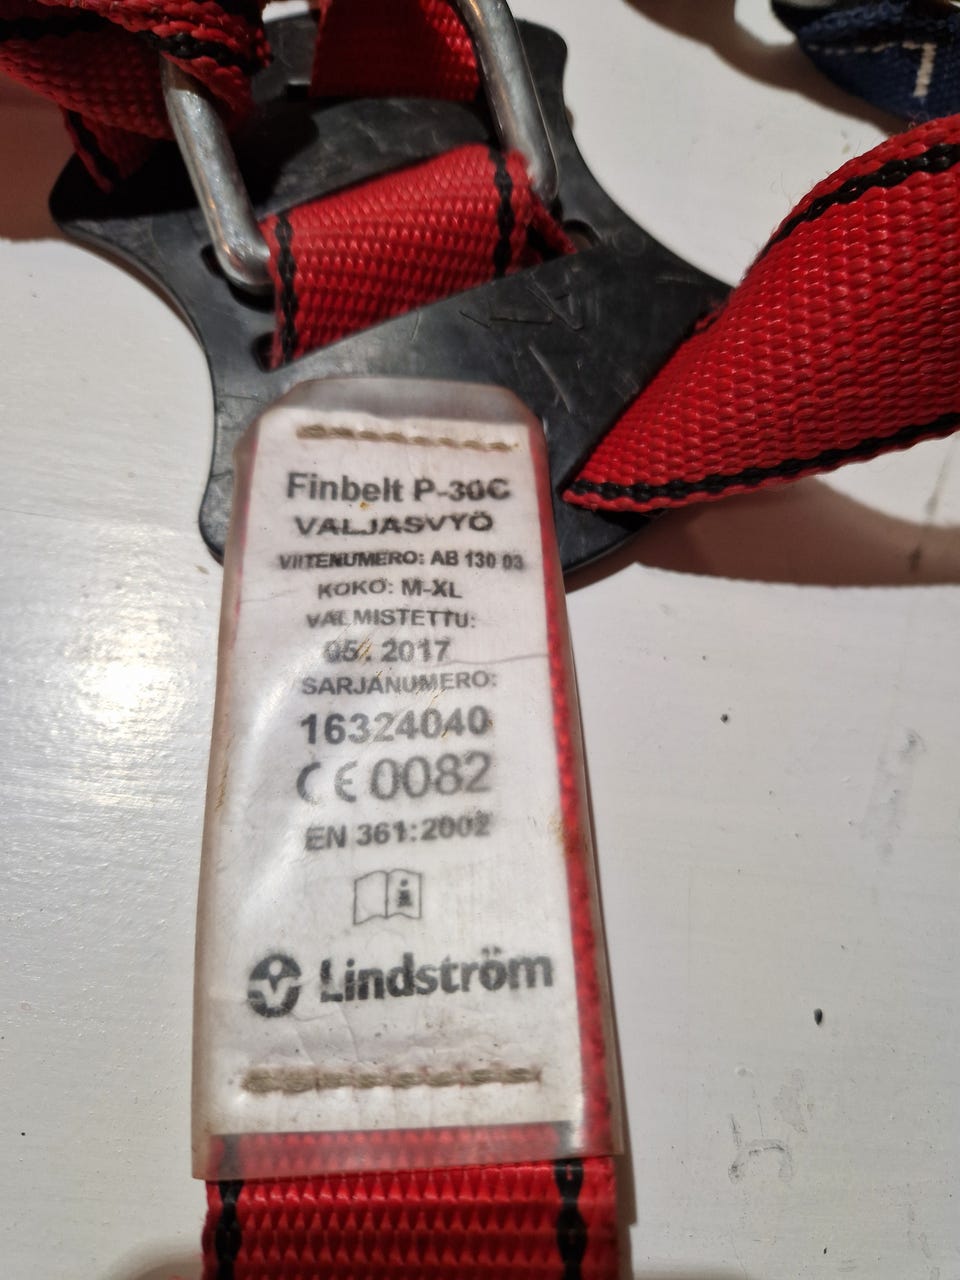 Finbelt P-30C
VALJASVYÖ
VIITENUMERO: AB 130 03
KOKO: M-XL
VALMISTETTU:
05. 2017
SARJANUMERO:
16324040
CE 0082
EN 361:2002
i
Lindström